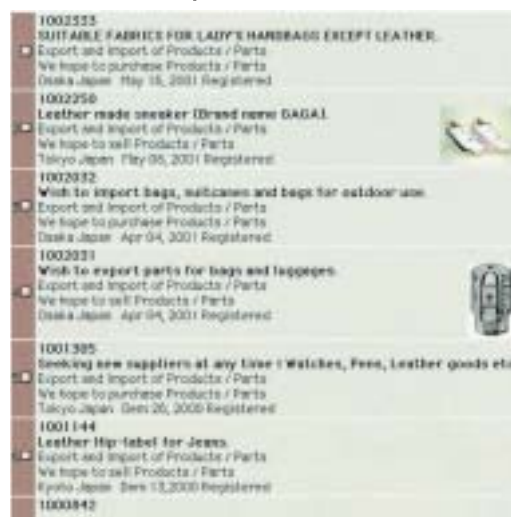 1002333
SUITABLE FABRICS FOR LADY'S HANDBAGS EXCEPT LEATHER.
Export and Import of Products / Parts
We hope to purchase Products / Parts
Osaka Japan May 15, 2001 Registered
1002250
Leather made sneaker (Brand name GAGA).
Export and Import of Products / Parts
We hope to sell Products / Parts
Tokyo Japan May 08, 2001 Registered
1002032
Wish to import bags, suitcases and bags for outdoor use.
Export and Import of Products / Parts
We hope to purchase Products / Parts
Osaka Japan Apr 04, 2001 Registered
1002031
Wish to export parts for bags and luggages.
Export and Import of Products / Parts
We hope to sell Products / Parts
Osaka Japan Apr 04, 2001 Registered
1001305
Seeking new suppliers at any time ! Watches, Pens, Leather goods etc
Export and Import of Products / Parts
We hope to purchase Products / Parts
Tokyo Japan Dem 20, 2000 Registered
1001144
Leather Hip-label for Jeans.
Export and Import of Products / Parts
We hope to sell Products / Parts
Kyoto Japan Dem 13,2000 Registered
1000842